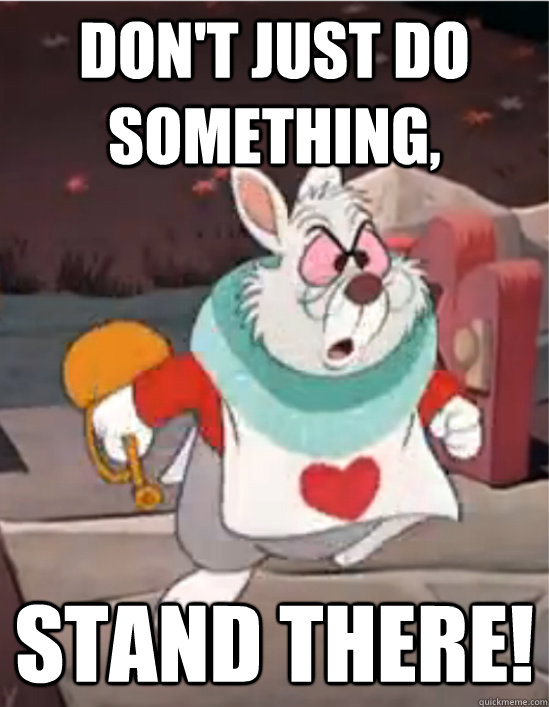 DON'T JUST DO
SOMETHING,
STAND THERE!
quickmeme.com